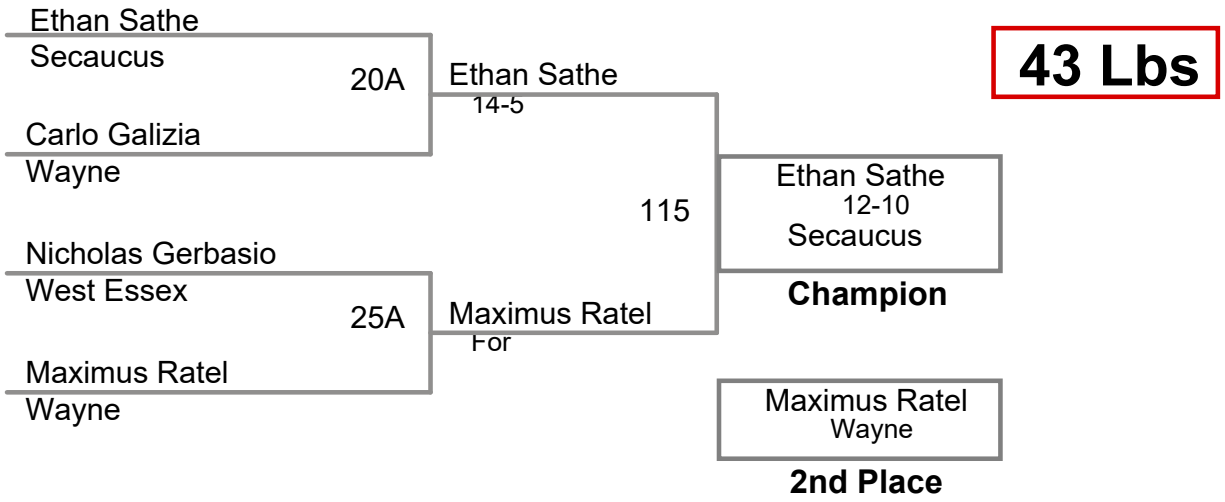 Ethan Sathe
Secaucus
20A
Ethan Sathe
14-5
43 Lbs
Carlo Galizia
Wayne
115
Ethan Sathe
12-10
Secaucus
Champion
Nicholas Gerbasio
West Essex
25A
Maximus Ratel
For
Maximus Ratel
Wayne
Maximus Ratel
Wayne
2nd Place